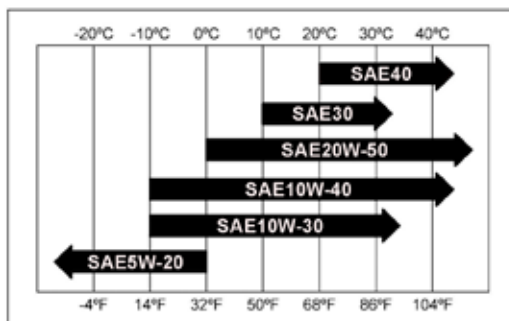 -20ºC -10ºC 0ºC 10ºC 20ºC 30ºC 40ºC
SAE40
SAE30
SAE20W-50
SAE10W-40
SAE10W-30
SAE5W-20
-4ºF 14ºF 32ºF 50ºF 68ºF 86ºF 104ºF